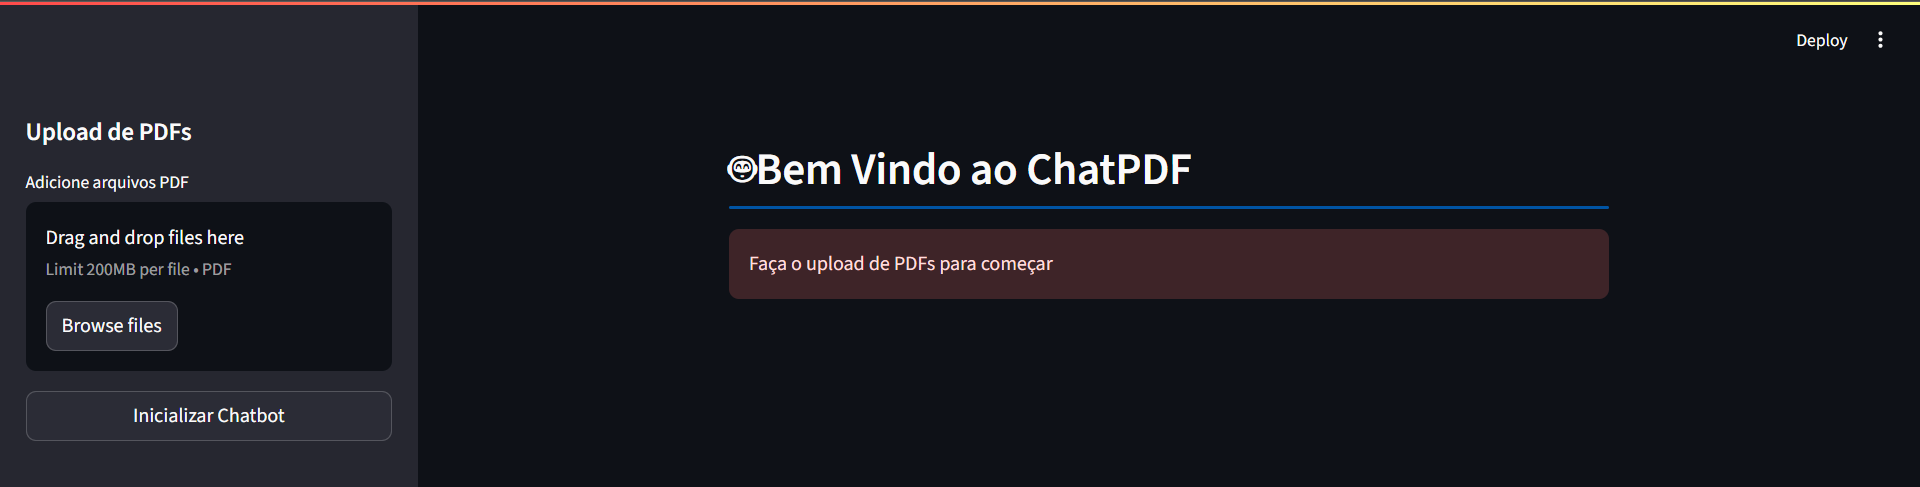 Deploy
Upload de PDFs
Adicione arquivos PDF
Drag and drop files here
Limit 200MB per file • PDF
Browse files
Inicializar Chatbot
Bem Vindo ao ChatPDF
Faça o upload de PDFs para começar